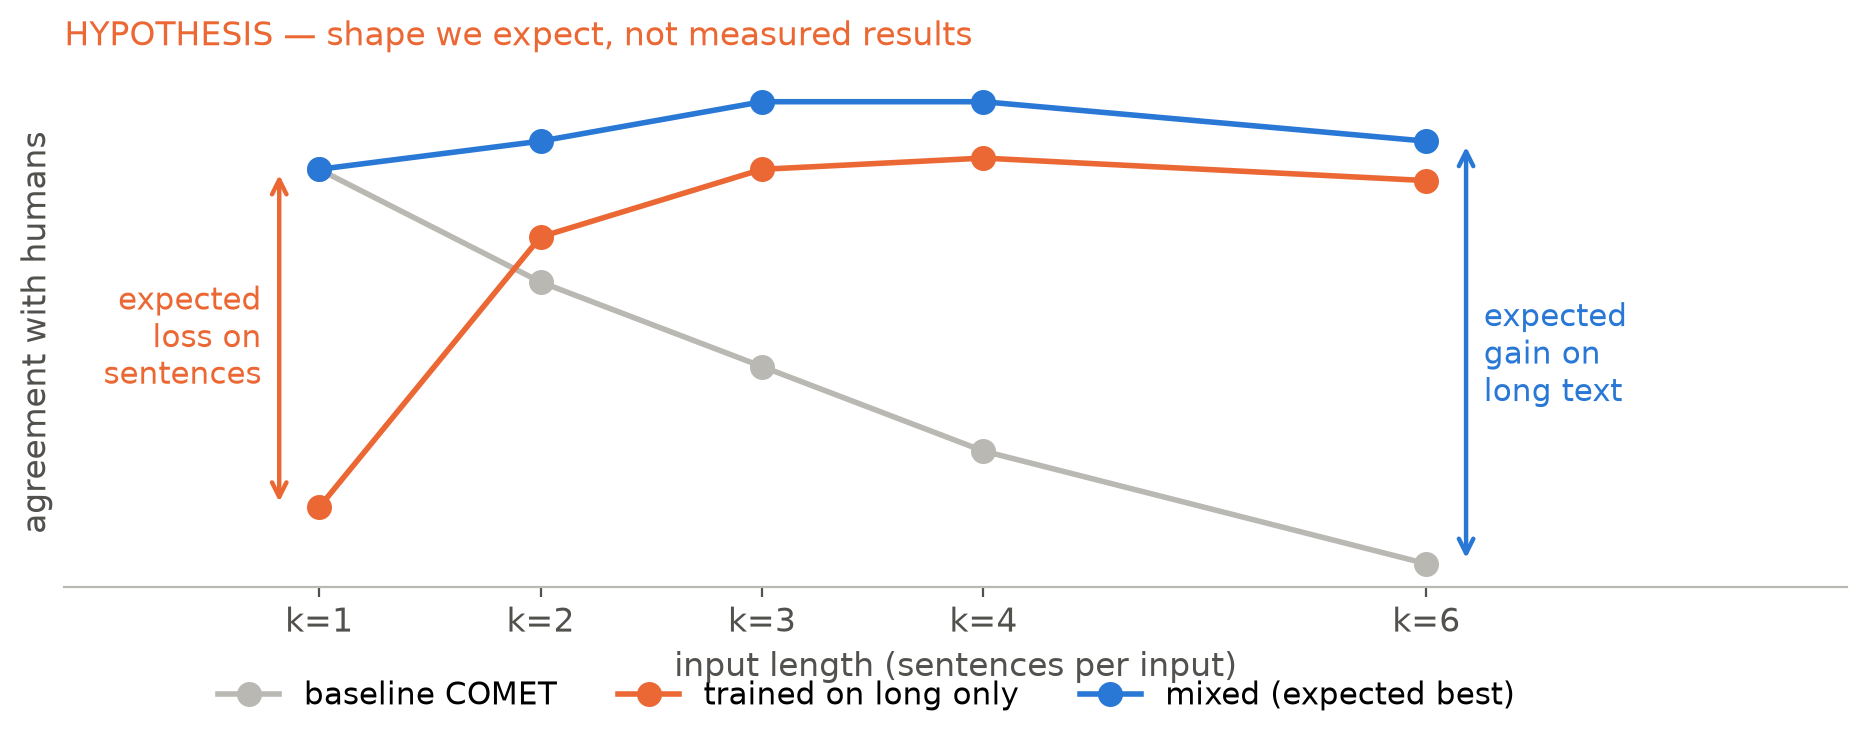 HYPOTHESIS — shape we expect, not measured results
agreement with humans
expected
loss on
sentences
expected
gain on
long text
k=1
k=2
k=3
k=4
k=6
input length (sentences per input)
baseline COMET
trained on long only
mixed (expected best)